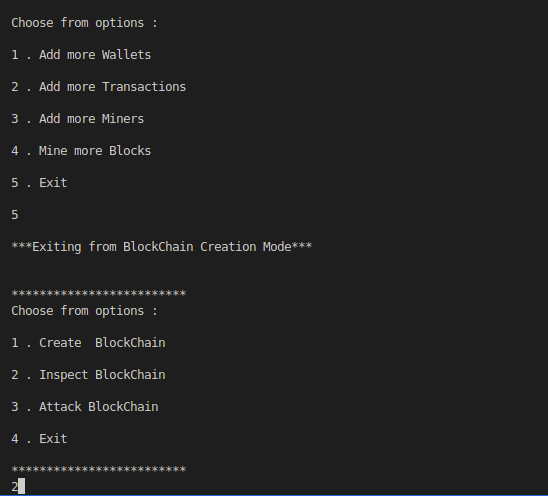 Choose from options :
1 . Add more Wallets
2 . Add more Transactions
3 . Add more Miners
4 . Mine more Blocks
5 . Exit
5
***Exiting from BlockChain Creation Mode***
*************************
Choose from options :
1 . Create  BlockChain
2 . Inspect BlockChain
3 . Attack BlockChain
4 . Exit
*************************
2